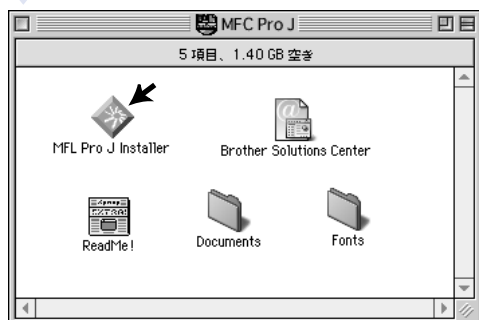 MFC Pro J
5 項目、1.40 GB 空き
MFL Pro J Installer
Brother Solutions Center
ReadMe!
Documents
Fonts